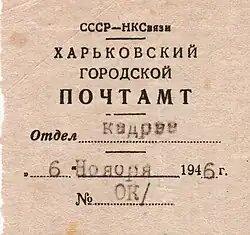 СССР—НКСвязи
ХАРЬКОВСКИЙ
ГОРОДСКОЙ
ПОЧТАМТ
Отдел кадров
„ 6 " Ноября 1946 г.
№ ОК/